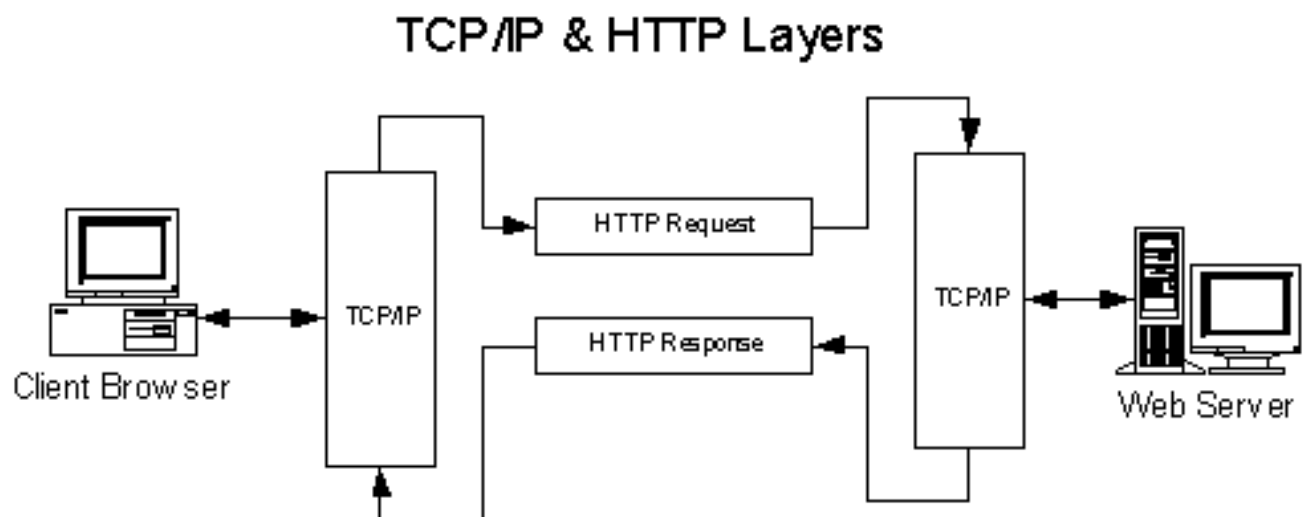 TCP/IP & HTTP Layers
HTTP Request
TCP/IP
TCP/IP
HTTP Response
Client Browser
Web Server